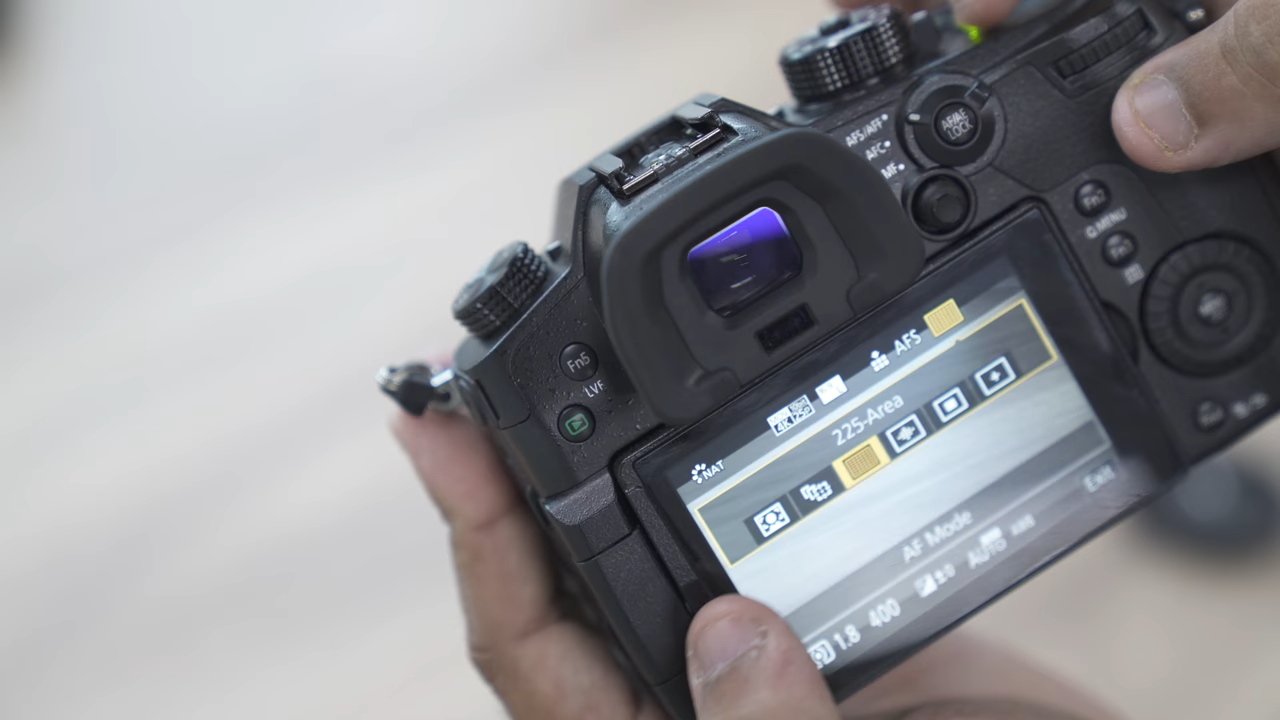 AF/AE
LOCK
AFS/AFF
AFC
MF
Fn2
Q.MENU
Fn5
LVF
AFS
4K
NAT
225-Area
Exit
AF Mode
1.8 400 ±0 AUTO